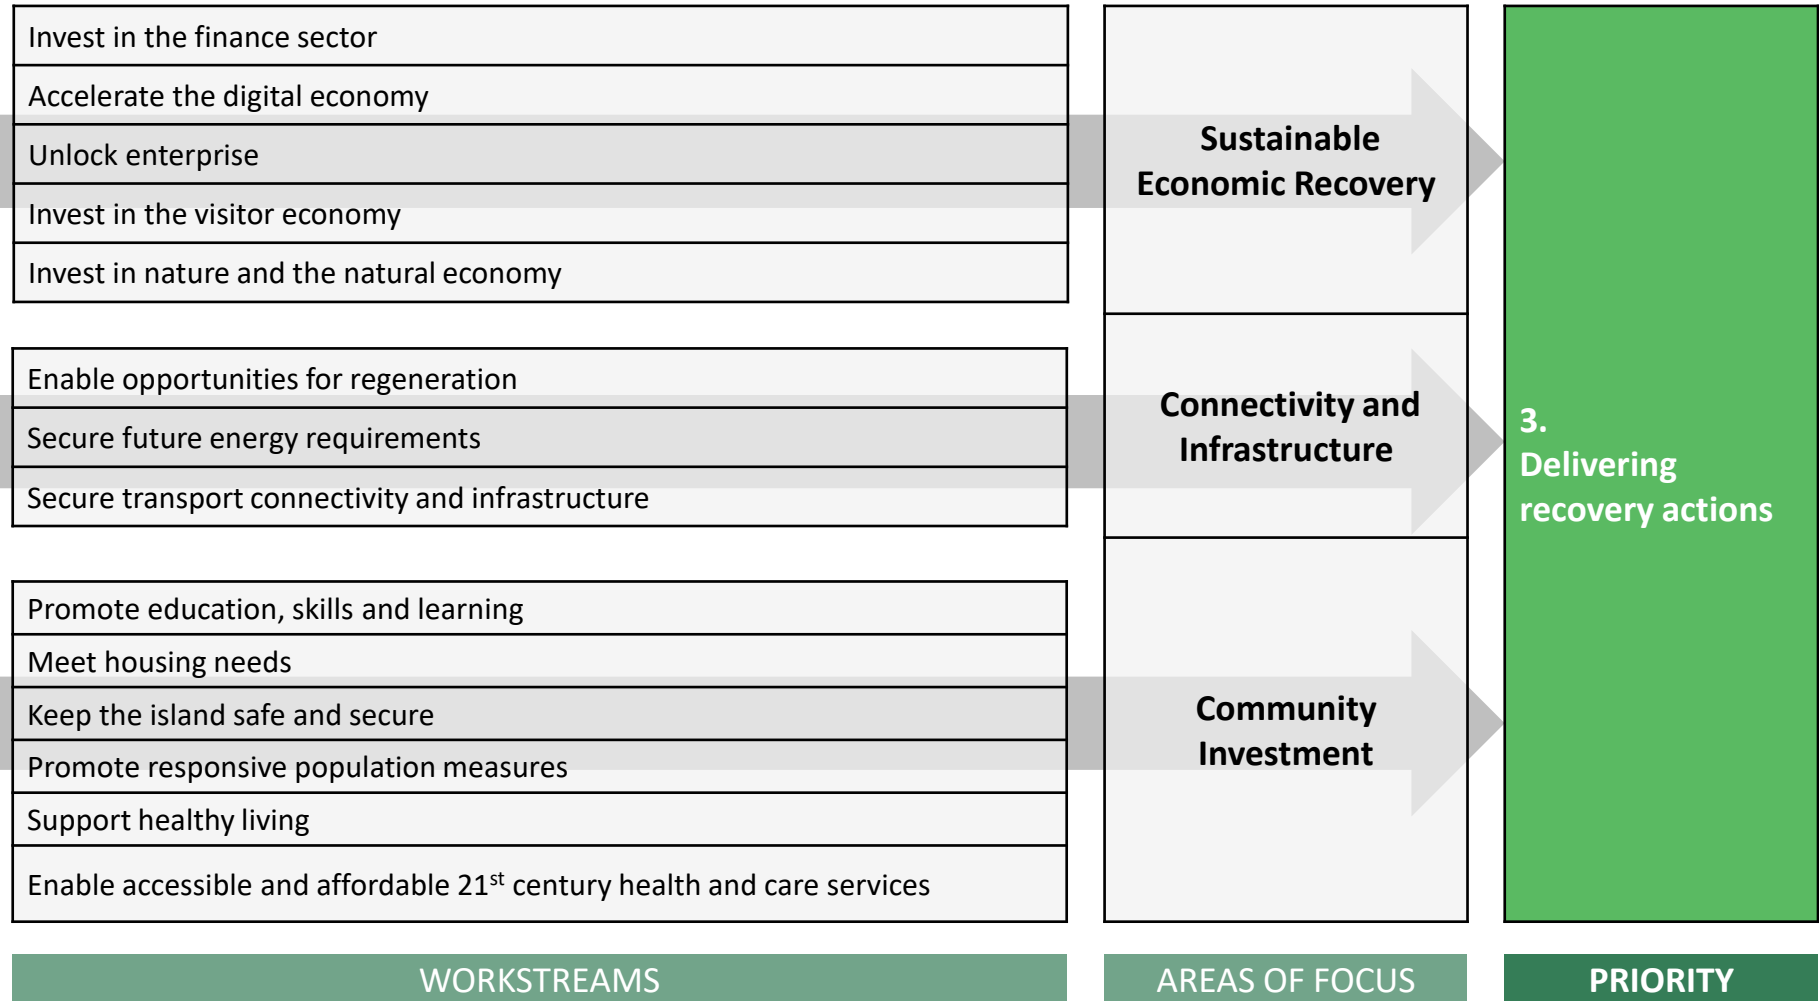 Invest in the finance sector
Accelerate the digital economy
Unlock enterprise
Invest in the visitor economy
Invest in nature and the natural economy
Sustainable
Economic Recovery
Enable opportunities for regeneration
Secure future energy requirements
Secure transport connectivity and infrastructure
Connectivity and
Infrastructure
Promote education, skills and learning
Meet housing needs
Keep the island safe and secure
Promote responsive population measures
Support healthy living
Enable accessible and affordable 21st century health and care services
Community
Investment
3.
Delivering
recovery actions
WORKSTREAMS
AREAS OF FOCUS
PRIORITY